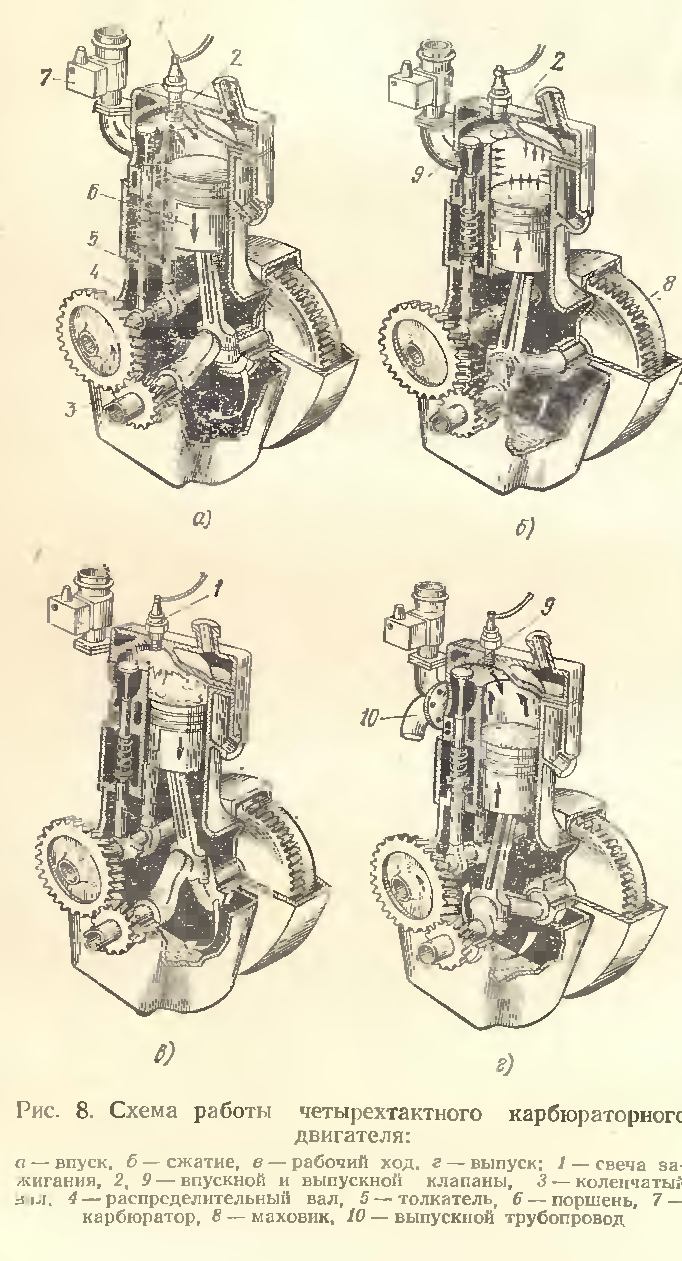 1
7
2
2
6
9
5
4
8
3
а)
б)
1
9
10
в)
г)
Рис. 8. Схема работы четырехтактного карбюраторног
двигателя:
а — впуск, б — сжатие, в — рабочий ход, г — выпуск; 1 — свеча за-
жигания, 2, 9 — впускной и выпускной клапаны, 3 — коленчатый
вал, 4 — распределительный вал, 5 — толкатель, 6 — поршень, 7 —
карбюратор, 8 — маховик, 10 — выпускной трубопровод